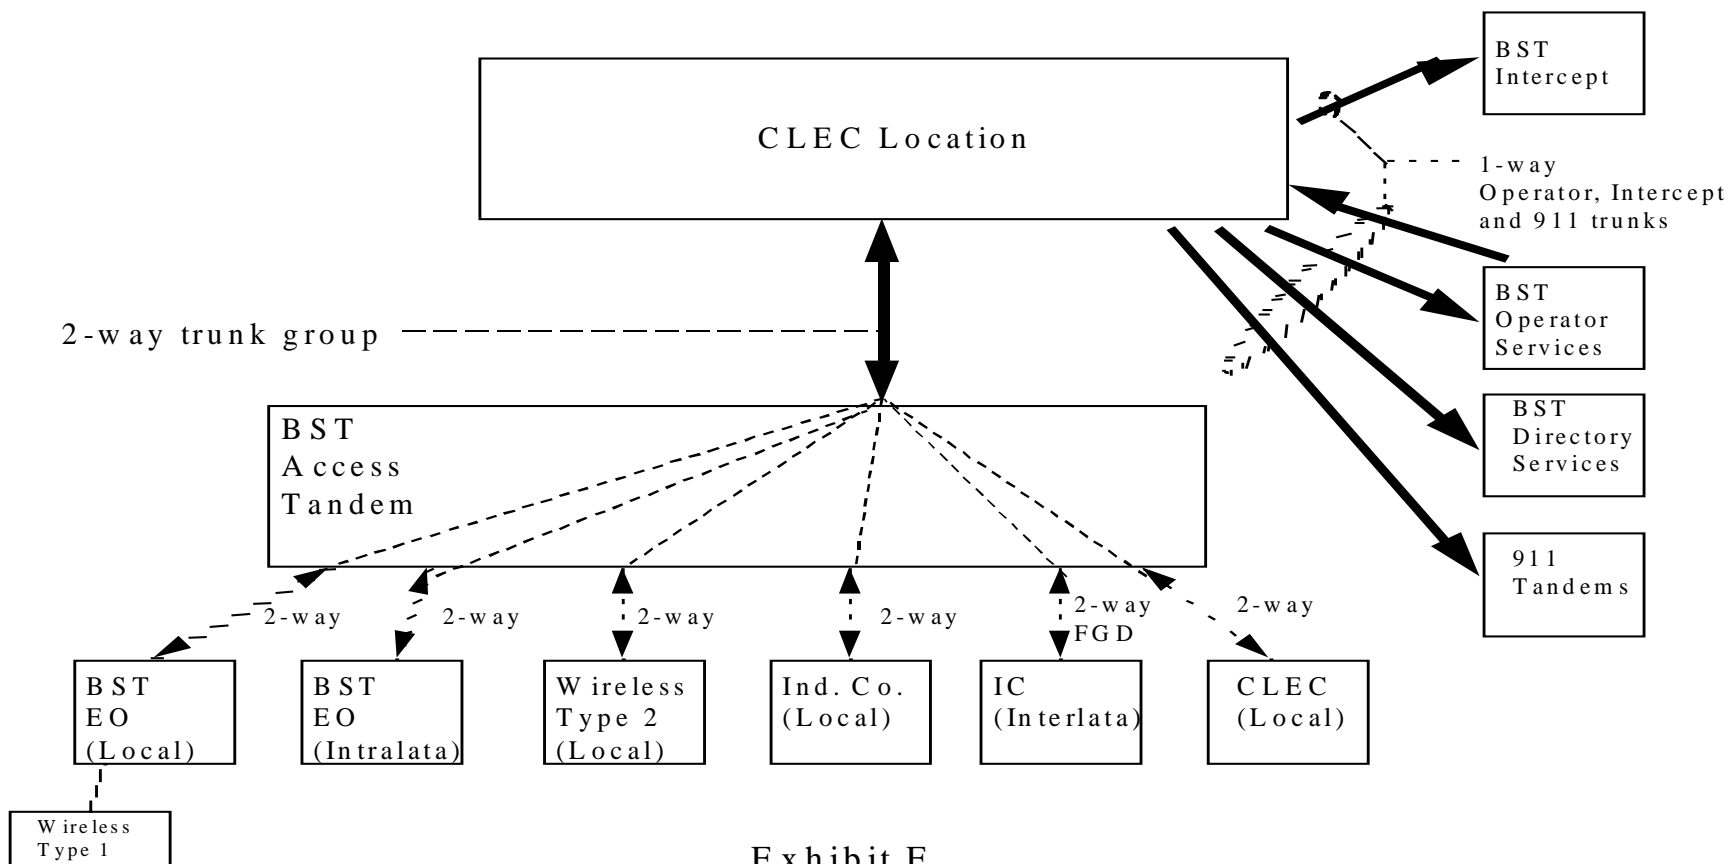 BST
Intercept
CLEC Location
1-way
Operator, Intercept
and 911 trunks
BST
Operator
Services
2-way trunk group
BST
Directory
Services
BST
Access
Tandem
911
Tandems
2-way
2-way
2-way
2-way
2-way
FGD
2-way
BST
EO
(Local)
BST
EO
(Intralata)
Wireless
Type 2
(Local)
Ind. Co.
(Local)
IC
(Interlata)
CLEC
(Local)
Wireless
Type 1